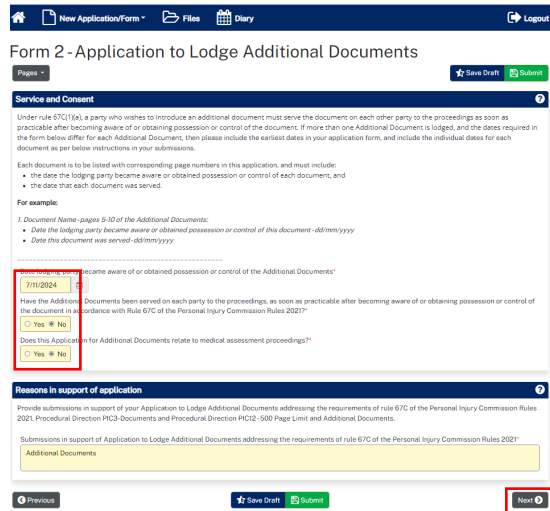 New Application/Form Files Diary Logout
Form 2 - Application to Lodge Additional Documents
Pages Save Draft Submit
Service and Consent
Under rule 67C(1)(a), a party who wishes to introduce an additional document must serve the document on each other party to the proceedings as soon as
practicable after becoming aware of or obtaining possession or control of the document. If more than one Additional Document is lodged, and the dates required in
the form below differ for each Additional Document, then please include the earliest dates in your application form, and include the individual dates for each
document as per below instructions in your submissions.
Each document is to be listed with corresponding page numbers in this application, and must include:
• the date the lodging party became aware or obtained possession or control of each document, and
• the date that each document was served.
For example:
1. Document Name - pages 5-10 of the Additional Documents:
• Date the lodging party became aware or obtained possession or control of this document - dd/mm/yyyy
• Date this document was served - dd/mm/yyyy
Date lodging party became aware of or obtained possession or control of the Additional Documents*
7/11/2024
Have the Additional Documents been served on each party to the proceedings, as soon as practicable after becoming aware of or obtaining possession or control of
the document in accordance with Rule 67C of the Personal Injury Commission Rules 2021?*
Yes No
Does this Application for Additional Documents relate to medical assessment proceedings?*
Yes No
Reasons in support of application
Provide submissions in support of your Application to Lodge Additional Documents addressing the requirements of rule 67C of the Personal Injury Commission Rules
2021, Procedural Direction PIC3-Documents and Procedural Direction PIC12 - 500 Page Limit and Additional Documents.
Submissions in support of Application to Lodge Additional Documents addressing the requirements of rule 67C of the Personal Injury Commission Rules 2021*
Additional Documents
Previous Save Draft Submit Next